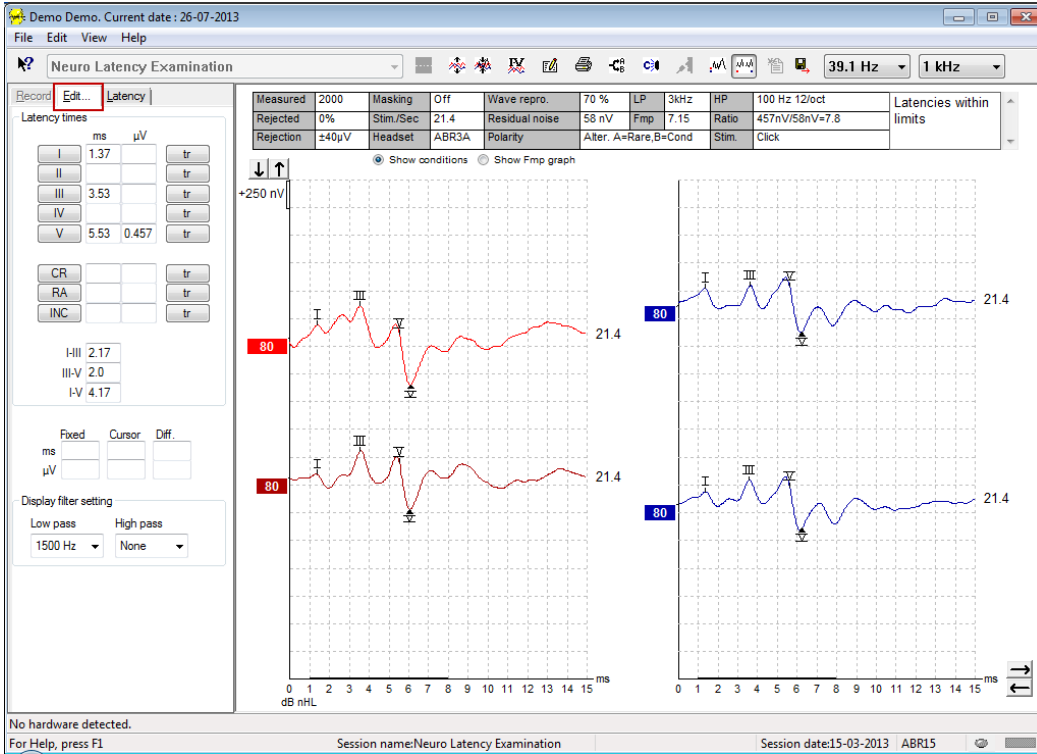 Demo Demo. Current date : 26-07-2013
File Edit View Help
Neuro Latency Examination 39.1 Hz 1 kHz
Record Edit... Latency
Measured 2000 Masking Off Wave repro. 70 % LP 3kHz HP 100 Hz 12/oct Latencies within
Rejected 0% Stim./Sec 21.4 Residual noise 58 nV Fmp 7.15 Ratio 457nV/58nV=7.8 limits
Rejection ±40µV Headset ABR3A Polarity Alter. A=Rare,B=Cond Stim. Click
Show conditions Show Fmp graph
Latency times
ms µV
I 1.37 tr
II tr
III 3.53 tr
IV tr
V 5.53 0.457 tr
CR tr
RA tr
INC tr
I-III 2.17
III-V 2.0
I-V 4.17
Fixed Cursor Diff.
ms
µV
Display filter setting
Low pass High pass
1500 Hz None
+250 nV
I III V
80 21.4
V
I III V
80 21.4
V
0 1 2 3 4 5 6 7 8 9 10 11 12 13 14 15 ms
dB nHL
I III V
80 21.4
V
I III V
80 21.4
V
0 1 2 3 4 5 6 7 8 9 10 11 12 13 14 15 ms
No hardware detected.
For Help, press F1 Session name:Neuro Latency Examination Session date:15-03-2013 ABR15